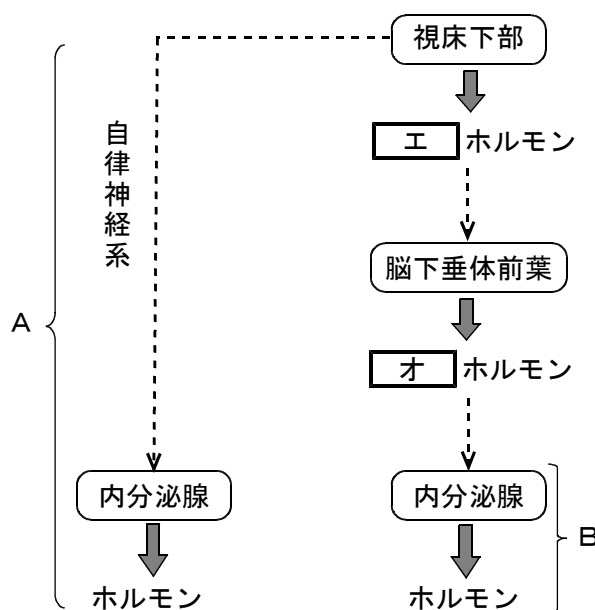 視床下部
エ ホルモン
自律神経系
脳下垂体前葉
A
オ ホルモン
内分泌腺
内分泌腺
B
ホルモン
ホルモン